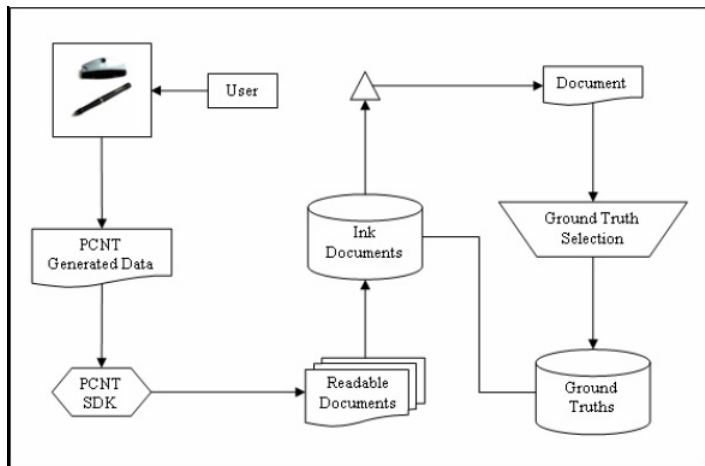 User
Document
PCNT
Generated Data
Ink
Documents
Ground Truth
Selection
PCNT
SDK
Readable
Documents
Ground
Truths